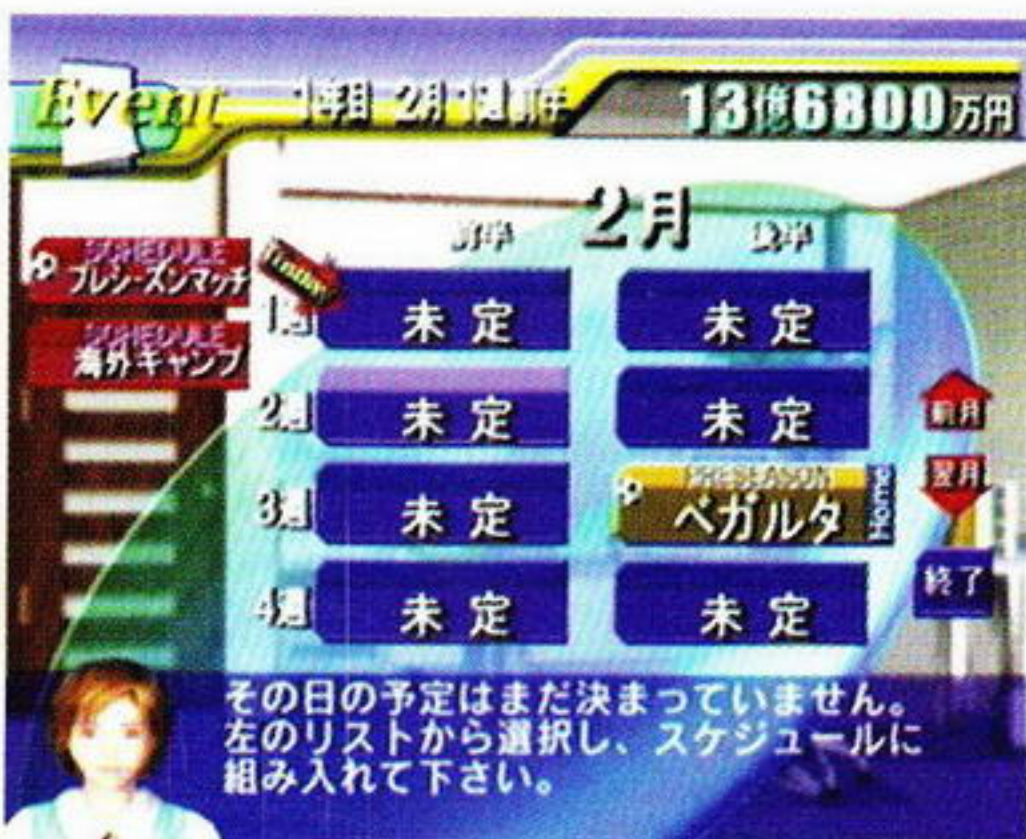 Event 1年目 2月 1週 前半 13億6800万円
2月
前半 後半
SCHEDULE
プレシーズンマッチ
SCHEDULE
海外キャンプ
1週 未定 未定
2週 未定 未定
前月
翌月
3週 未定 PRESEASON ベガルタ Home
4週 未定 未定
終了
その日の予定はまだ決まっていません。
左のリストから選択し、スケジュールに
組み入れて下さい。